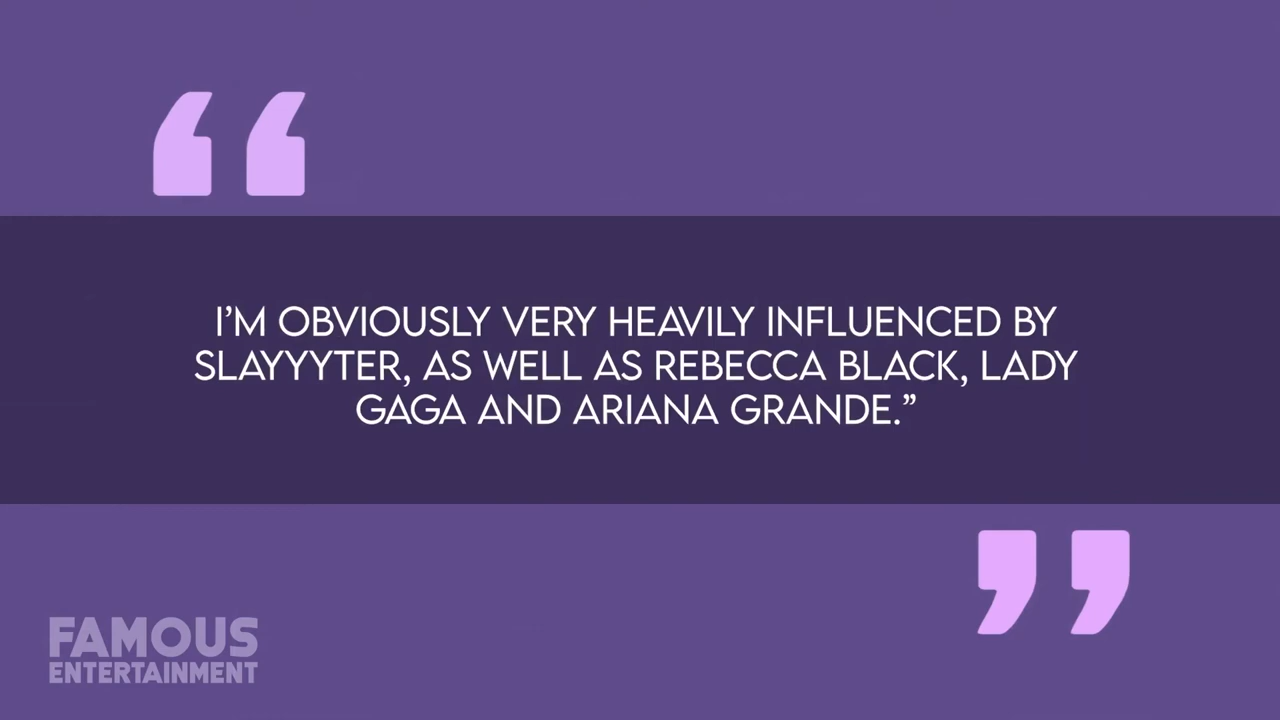 I'M OBVIOUSLY VERY HEAVILY INFLUENCED BY
SLAYYYTER, AS WELL AS REBECCA BLACK, LADY
GAGA AND ARIANA GRANDE.”
FAMOUS
ENTERTAINMENT